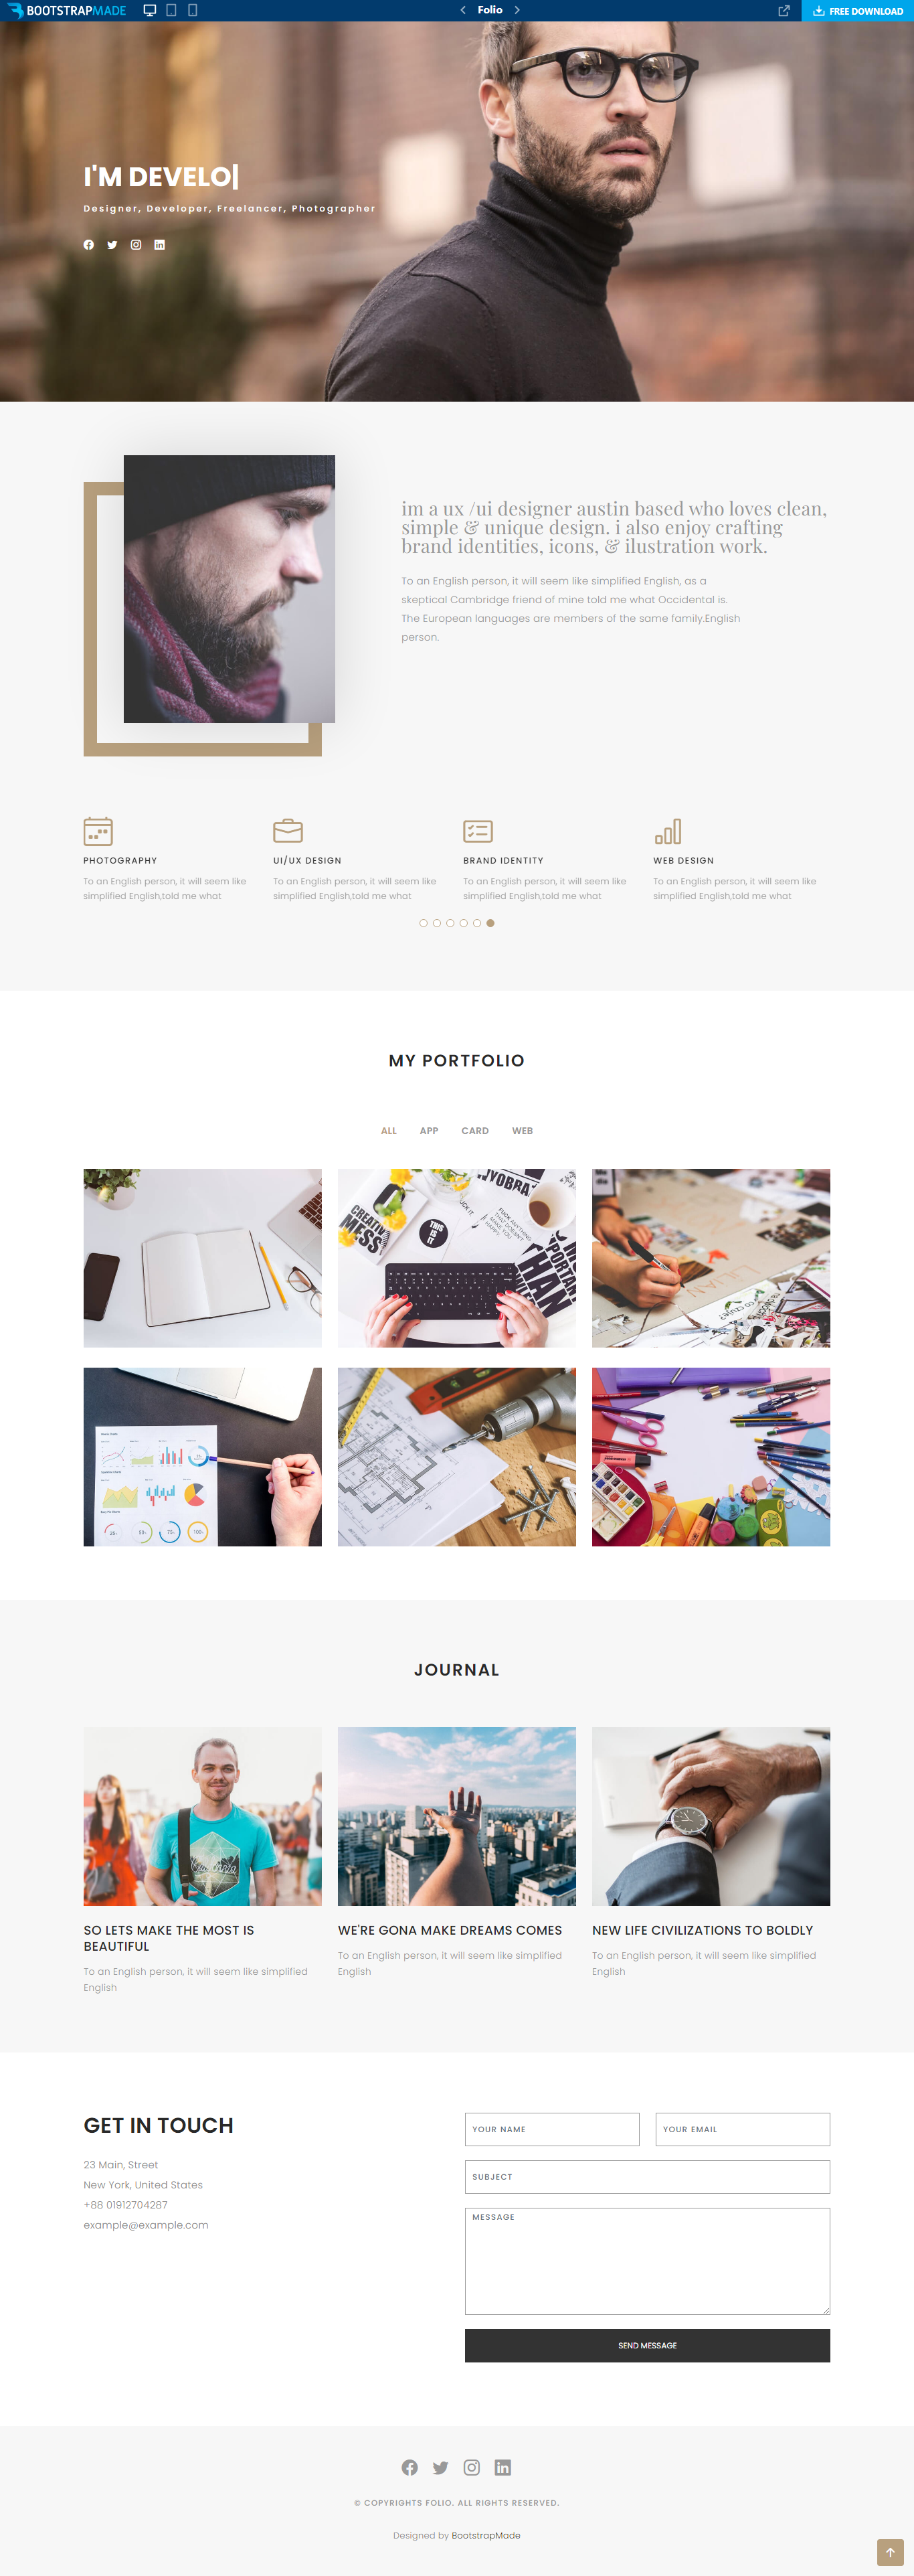 BOOTSTRAPMADE
Folio
FREE DOWNLOAD
I'M DEVELO|
Designer, Developer, Freelancer, Photographer
im a ux /ui designer austin based who loves clean,
simple & unique design. i also enjoy crafting
brand identities, icons, & ilustration work.
To an English person, it will seem like simplified English, as a
skeptical Cambridge friend of mine told me what Occidental is.
The European languages are members of the same family.English
person.
PHOTOGRAPHY
To an English person, it will seem like
simplified English,told me what
UI/UX DESIGN
To an English person, it will seem like
simplified English,told me what
BRAND IDENTITY
To an English person, it will seem like
simplified English,told me what
WEB DESIGN
To an English person, it will seem like
simplified English,told me what
MY PORTFOLIO
ALL APP CARD WEB
THIS
IS IT
JOURNAL
SO LETS MAKE THE MOST IS
BEAUTIFUL
To an English person, it will seem like simplified
English
WE'RE GONA MAKE DREAMS COMES
To an English person, it will seem like simplified
English
NEW LIFE CIVILIZATIONS TO BOLDLY
To an English person, it will seem like simplified
English
GET IN TOUCH
23 Main, Street
New York, United States
+88 01912704287
example@example.com
YOUR NAME
YOUR EMAIL
SUBJECT
MESSAGE
SEND MESSAGE
© COPYRIGHTS FOLIO. ALL RIGHTS RESERVED.
Designed by BootstrapMade